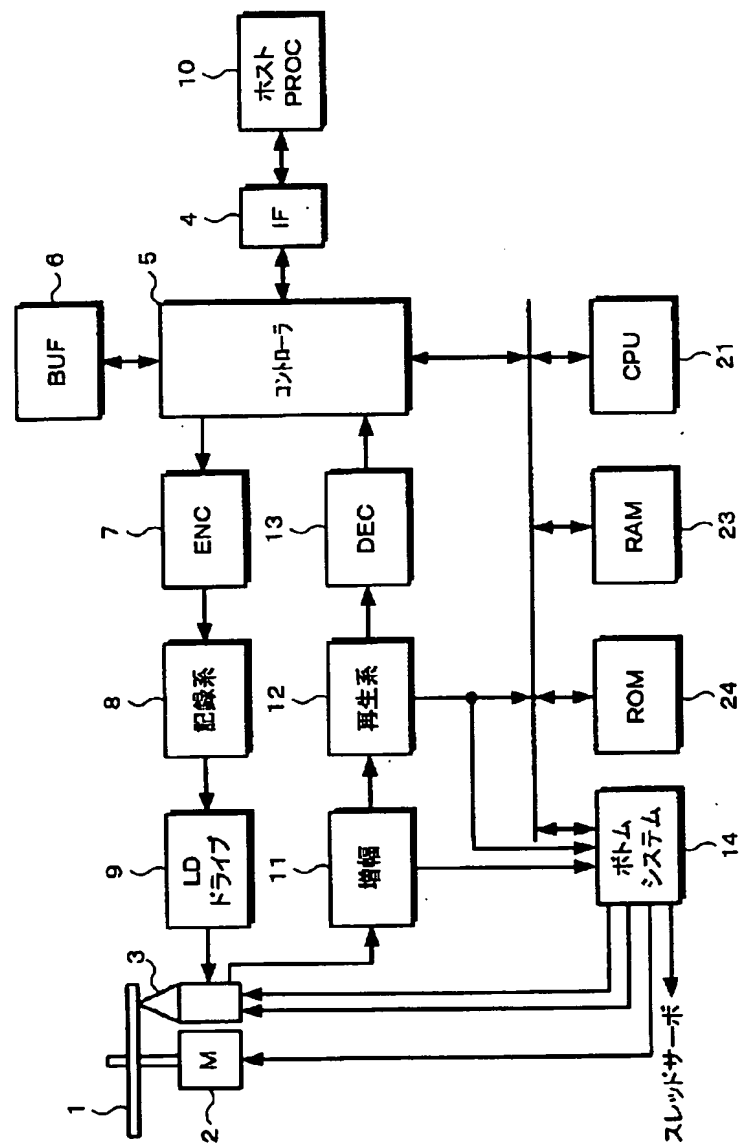 1
2
M
3
9
LD
ドライブ
8
記録系
7
ENC
6
BUF
5
コントローラ
4
IF
10
ホスト
PROC
11
増幅
12
再生系
13
DEC
ボトム
システム
14
ROM
24
RAM
23
CPU
21
スレッドサーボ